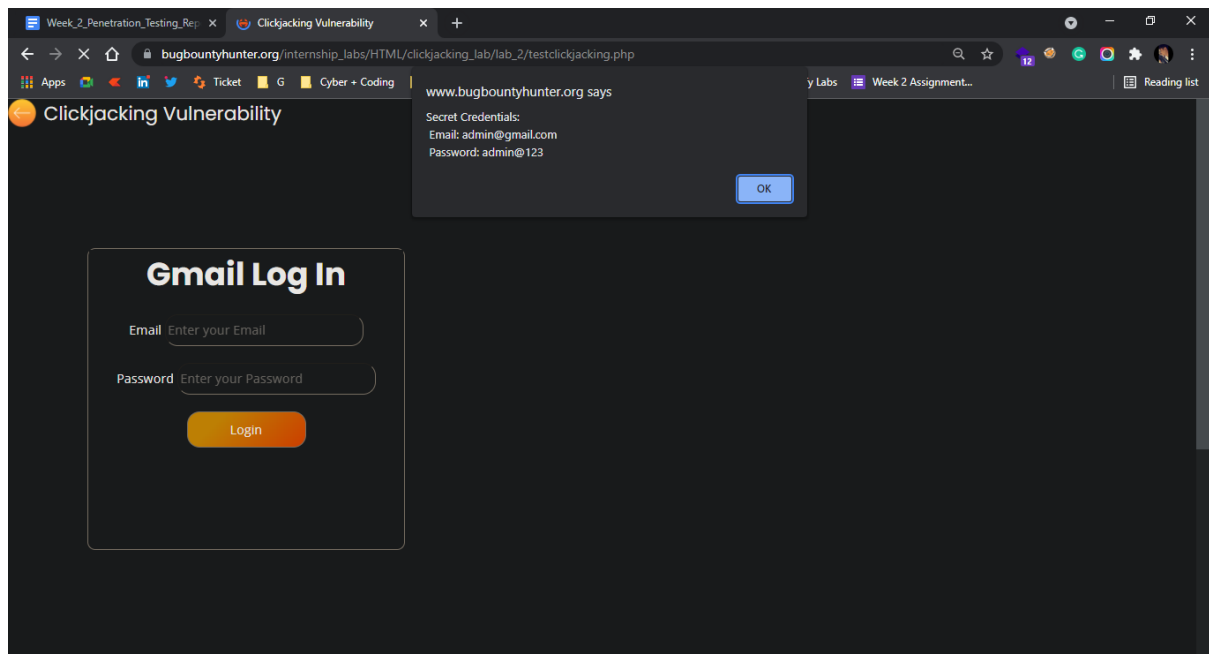 Week_2_Penetration_Testing_Rep
Clickjacking Vulnerability
bugbountyhunter.org/internship_labs/HTML/clickjacking_lab/lab_2/testclickjacking.php
12
Apps
Ticket
G
Cyber + Coding
y Labs
Week 2 Assignment...
Reading list
www.bugbountyhunter.org says
Secret Credentials:
Email: admin@gmail.com
Password: admin@123
OK
Clickjacking Vulnerability
Gmail Log In
Email Enter your Email
Password Enter your Password
Login